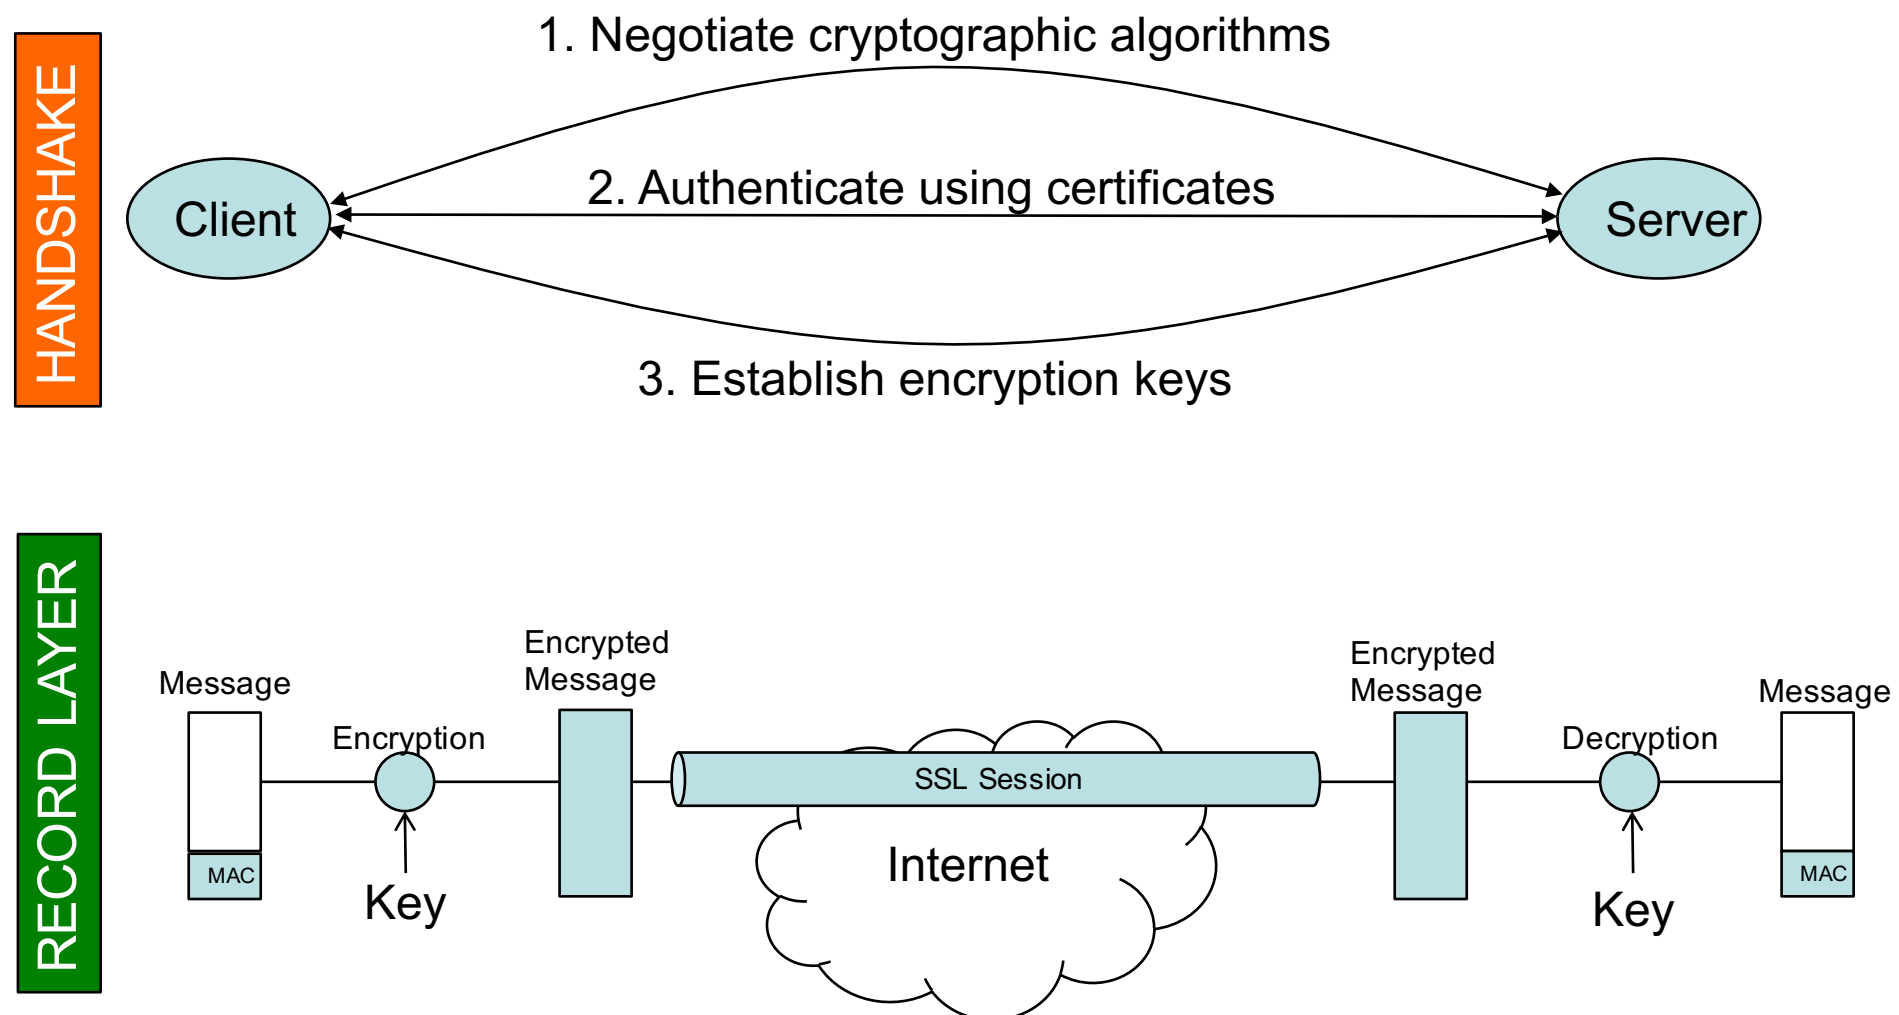 HANDSHAKE
1. Negotiate cryptographic algorithms
2. Authenticate using certificates
Client
Server
3. Establish encryption keys
RECORD LAYER
Message
Encryption
Encrypted
Message
SSL Session
Encrypted
Message
Decryption
Message
MAC
Key
Internet
Key
MAC